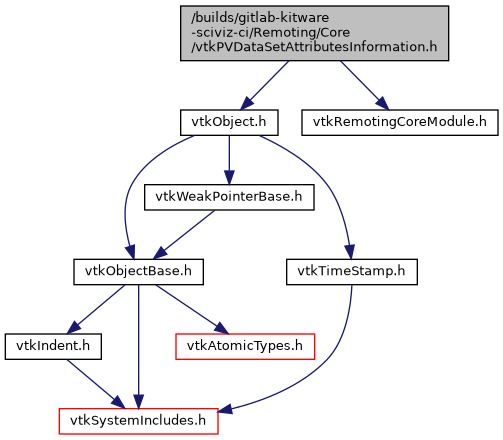 /builds/gitlab-kitware
-sciviz-ci/Remoting/Core
/vtkPVDataSetAttributesInformation.h
vtkObject.h
vtkRemotingCoreModule.h
vtkWeakPointerBase.h
vtkObjectBase.h
vtkTimeStamp.h
vtkIndent.h
vtkAtomicTypes.h
vtkSystemIncludes.h